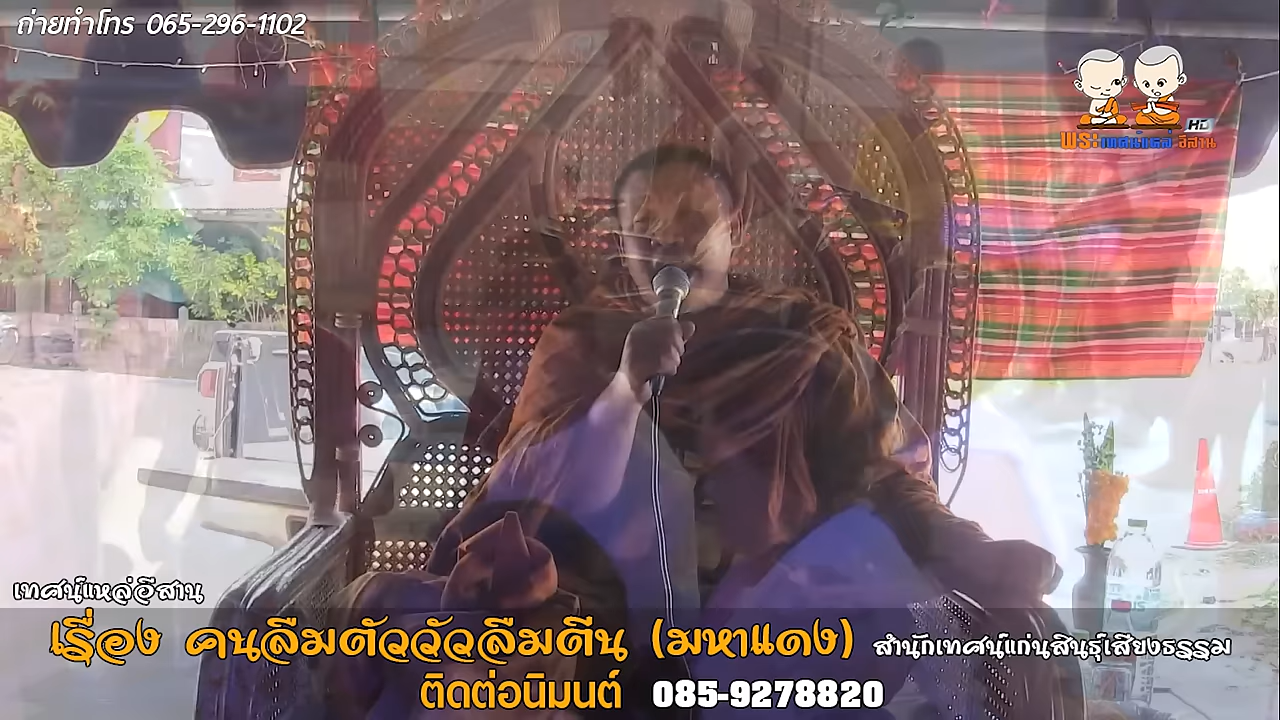 ถ่ายทำโทร 065-296-1102
HD
พระเทศน์แหล่ อีสาน
เทศน์แหล่อีสาน
เรื่อง คนลืมตัววัวลืมตีน (มหาแดง) สำนักเทศน์แก่นสินธุ์เสียงธรรม
ติดต่อนิมนต์ 085-9278820